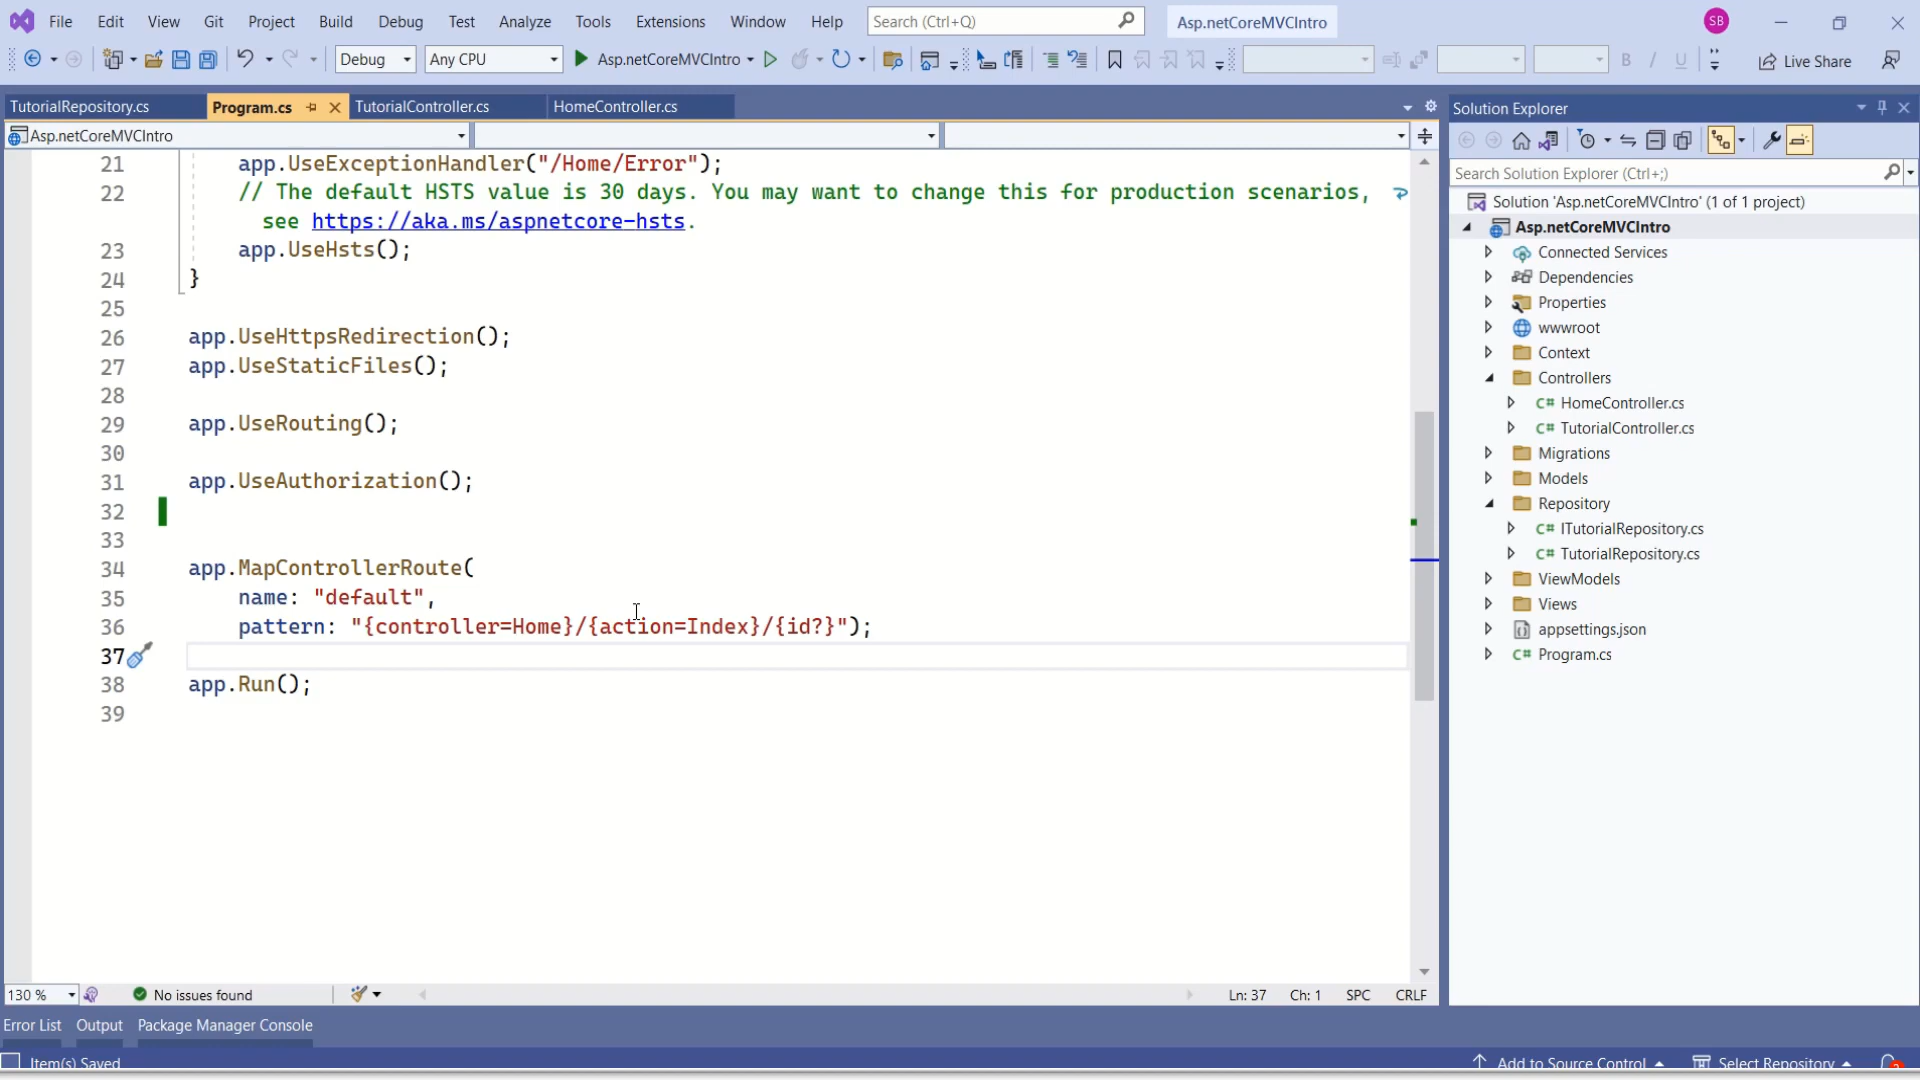 File Edit View Git Project Build Debug Test Analyze Tools Extensions Window Help Search (Ctrl+Q) Asp.netCoreMVCIntro SB
Debug Any CPU Asp.netCoreMVCIntro B I U Live Share
TutorialRepository.cs Program.cs TutorialController.cs HomeController.cs
Asp.netCoreMVCIntro
21 app.UseExceptionHandler("/Home/Error");
22 // The default HSTS value is 30 days. You may want to change this for production scenarios,
see https://aka.ms/aspnetcore-hsts.
23 app.UseHsts();
24 }
25
26 app.UseHttpsRedirection();
27 app.UseStaticFiles();
28
29 app.UseRouting();
30
31 app.UseAuthorization();
32
33
34 app.MapControllerRoute(
35 name: "default",
36 pattern: "{controller=Home}/{action=Index}/{id?}");
37
38 app.Run();
39
130 % No issues found Ln: 37 Ch: 1 SPC CRLF
Solution Explorer
Search Solution Explorer (Ctrl+;)
Solution 'Asp.netCoreMVCIntro' (1 of 1 project)
Asp.netCoreMVCIntro
Connected Services
Dependencies
Properties
wwwroot
Context
Controllers
C# HomeController.cs
C# TutorialController.cs
Migrations
Models
Repository
C# ITutorialRepository.cs
C# TutorialRepository.cs
ViewModels
Views
appsettings.json
C# Program.cs
Error List Output Package Manager Console
Item(s) Saved Add to Source Control Select Repository